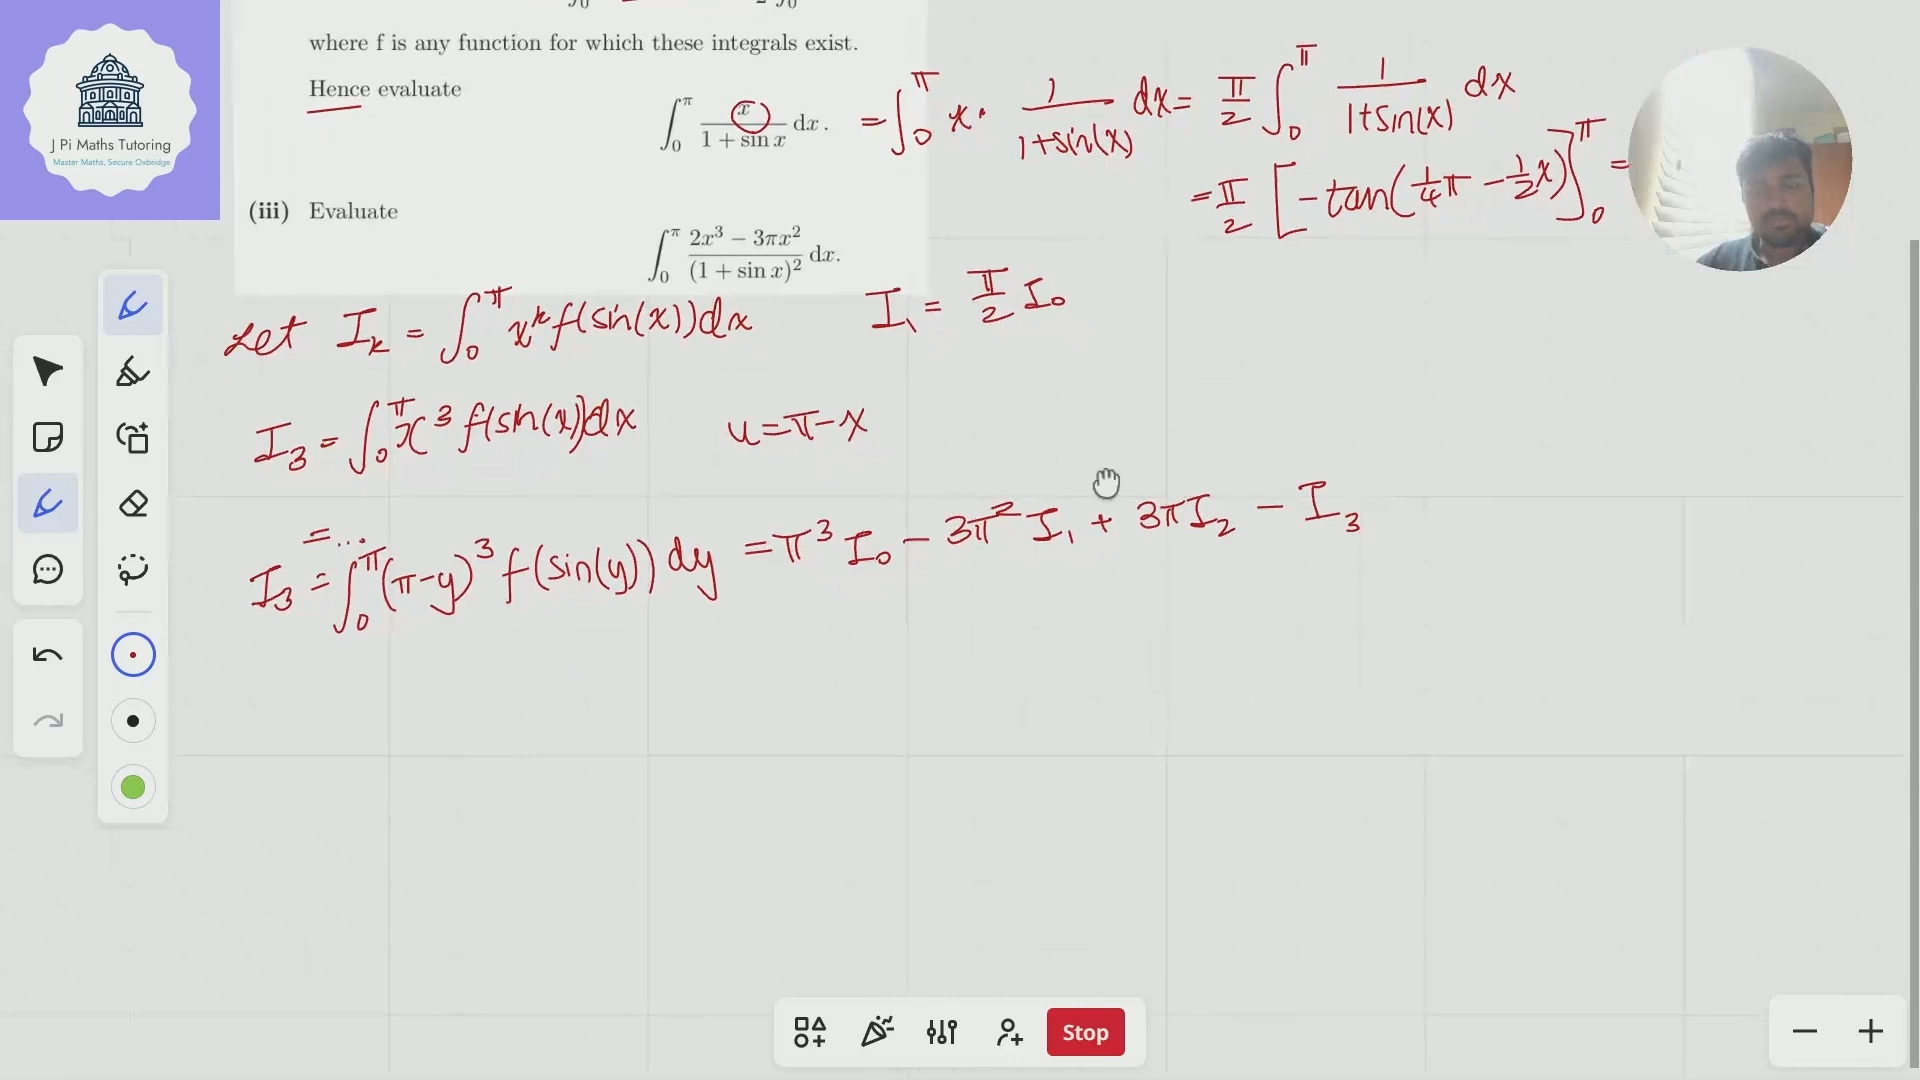 J Pi Maths Tutoring
Master Maths, Secure Oxbridge
where f is any function for which these integrals exist.
Hence evaluate
∫₀^π x/(1 + sin x) dx. = ∫₀^π x · 1/(1+sin(x)) dx = π/2 ∫₀^π 1/(1+sin(x)) dx
= π/2 [−tan(¼π − ½x)]₀^π =
(iii) Evaluate
∫₀^π (2x³ − 3πx²)/(1 + sin x)² dx.
Let I_k = ∫₀^π x^k f(sin(x))dx I₁ = π/2 I₀
I₃ = ∫₀^π x³ f(sin(x))dx u=π−x
=...
I₃ = ∫₀^π (π−y)³ f(sin(y)) dy = π³ I₀ − 3π² I₁ + 3π I₂ − I₃
Stop